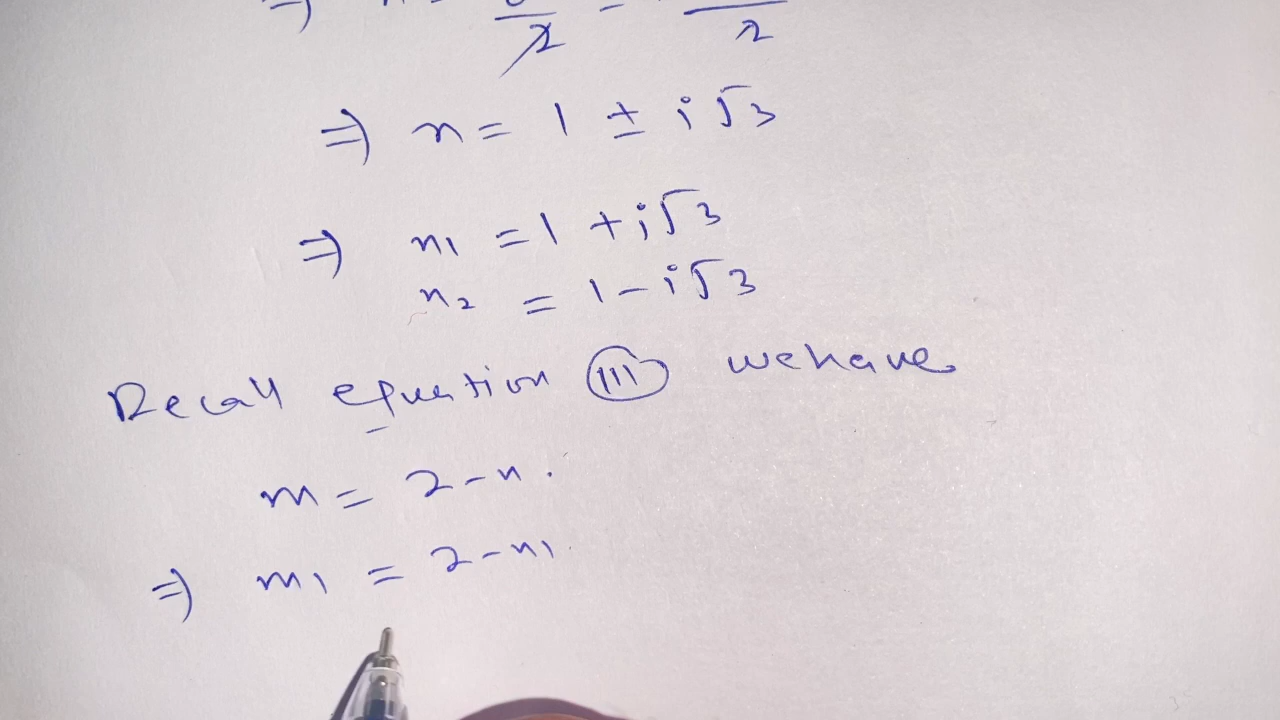 ⇒ n = 1 ± i√3
⇒ n₁ = 1 + i√3
n₂ = 1 - i√3
Recall equation (III) we have
m = 2 - n.
⇒ m₁ = 2 - n₁